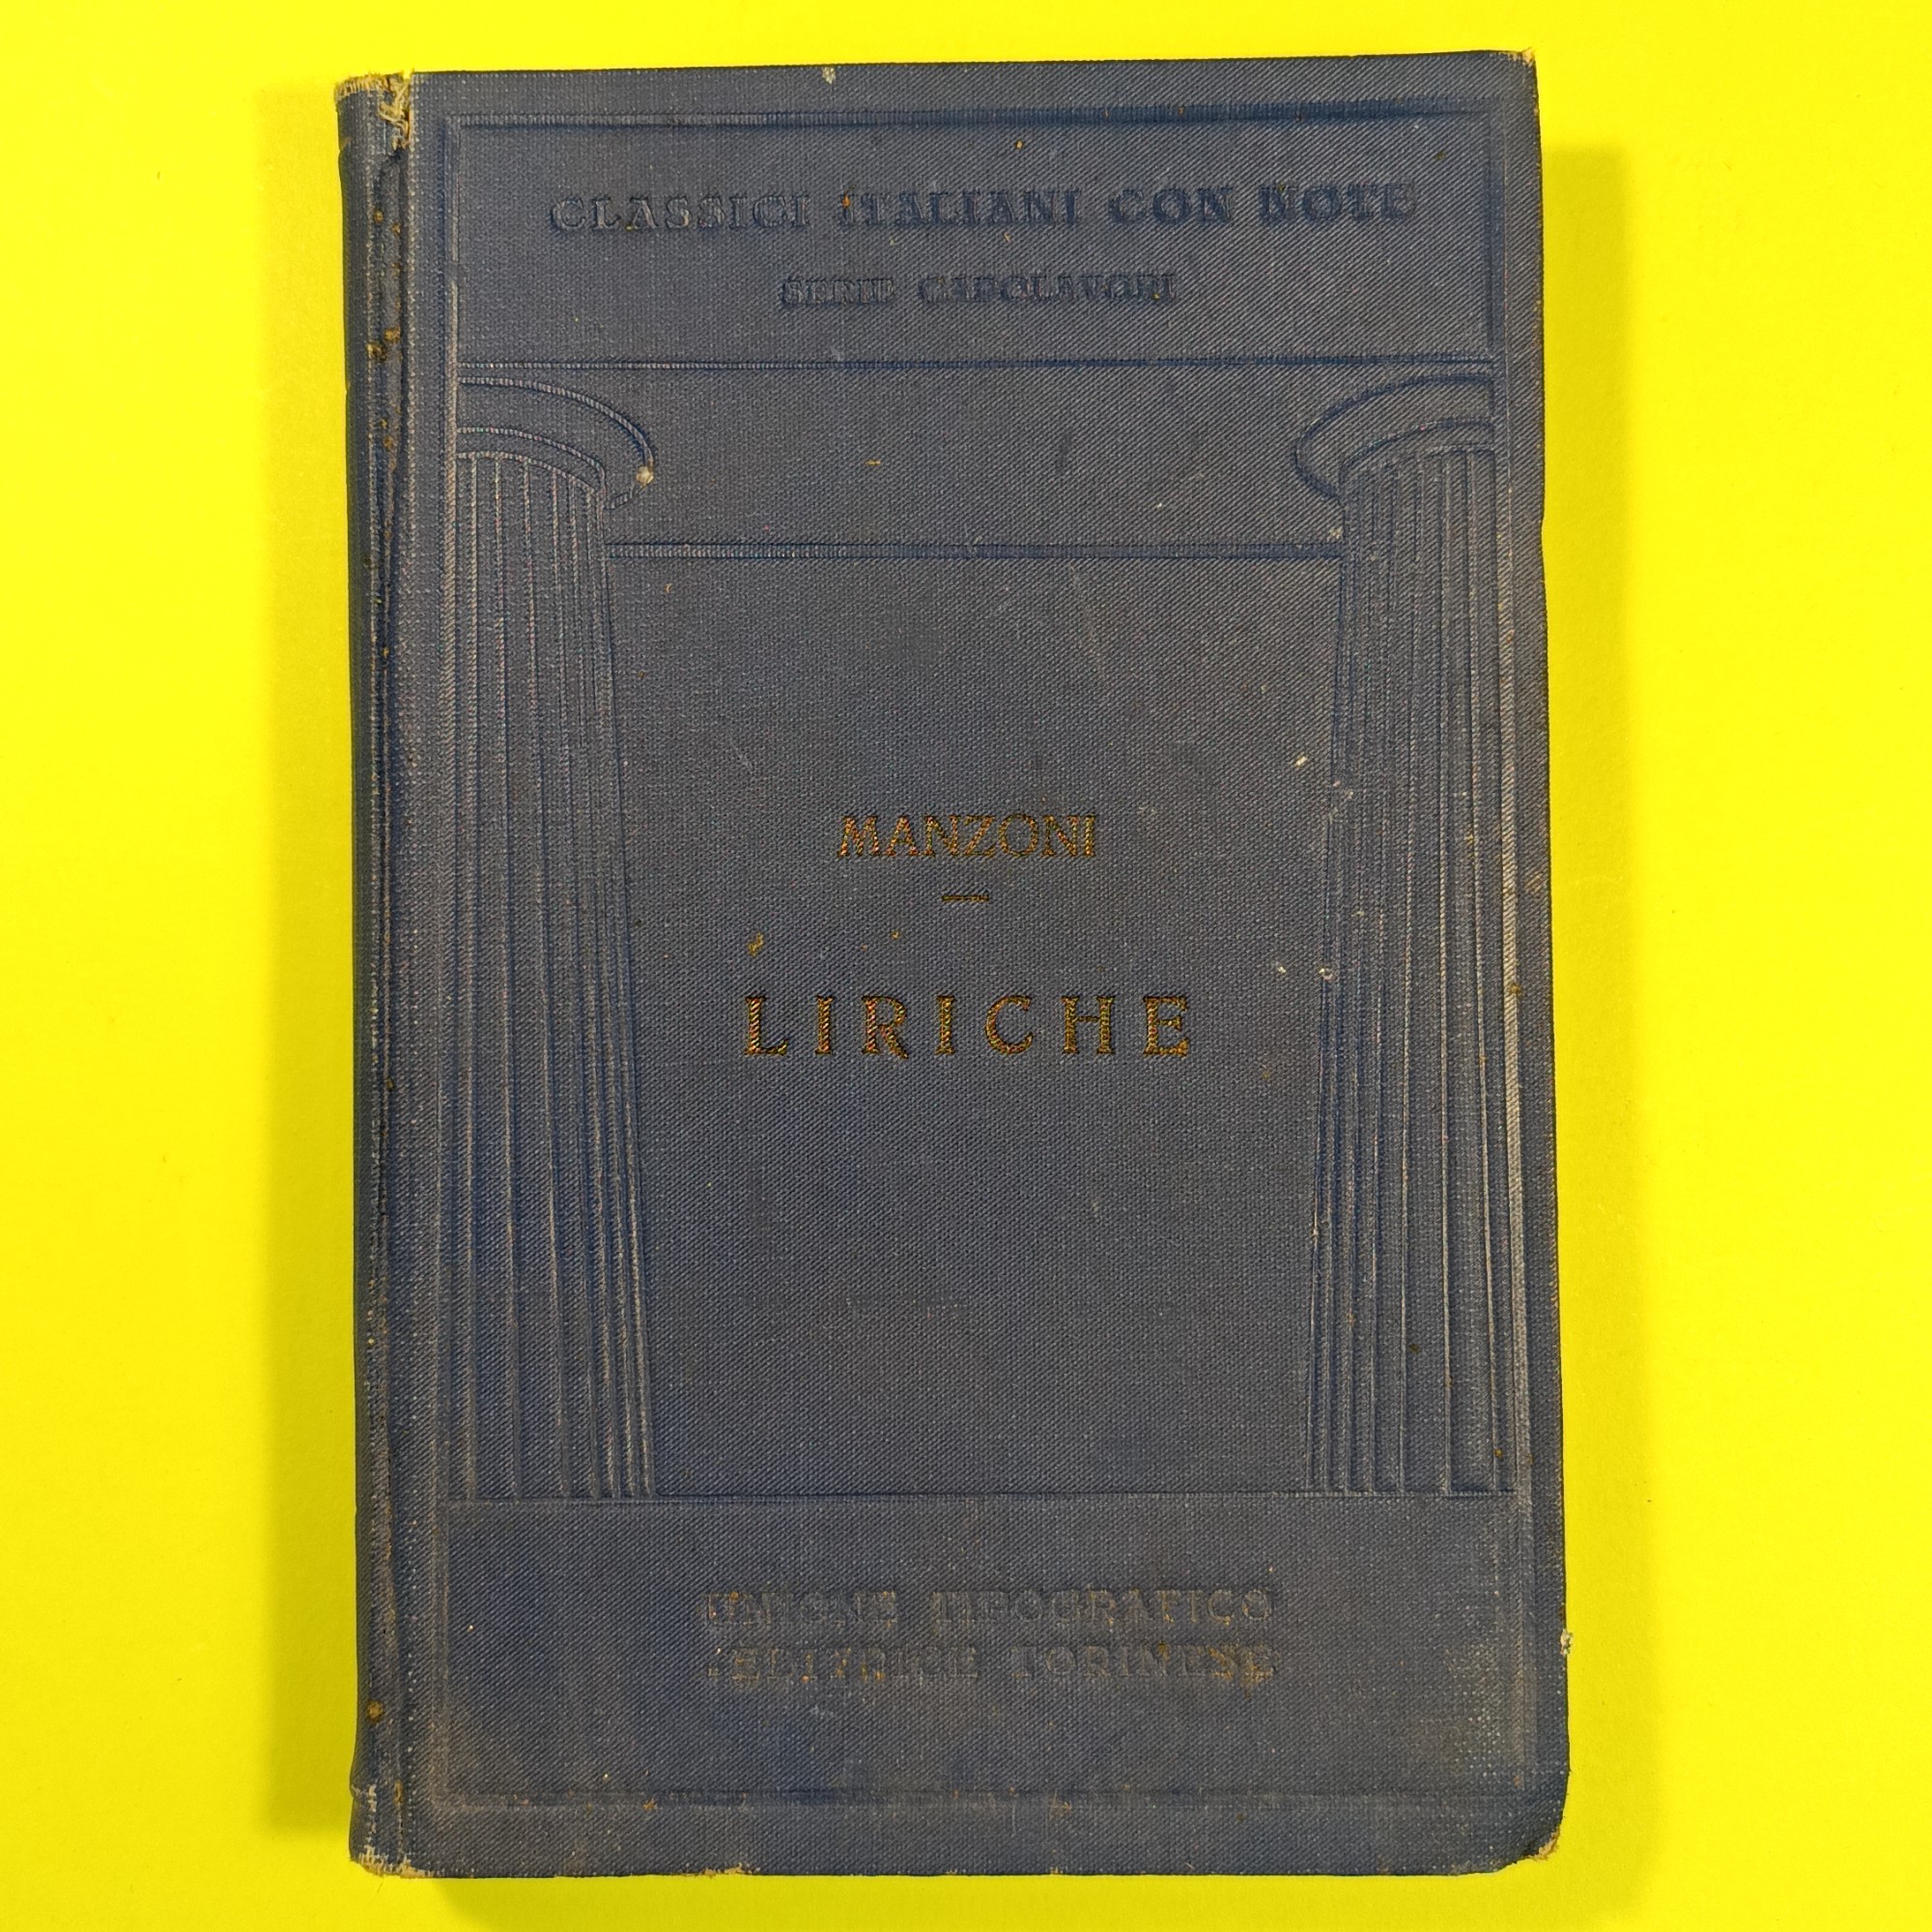 CLASSICI ITALIANI CON NOTE
SERIE CAPOLAVORI
MANZONI
LIRICHE
UNIONE TIPOGRAFICO
EDITRICE TORINESE